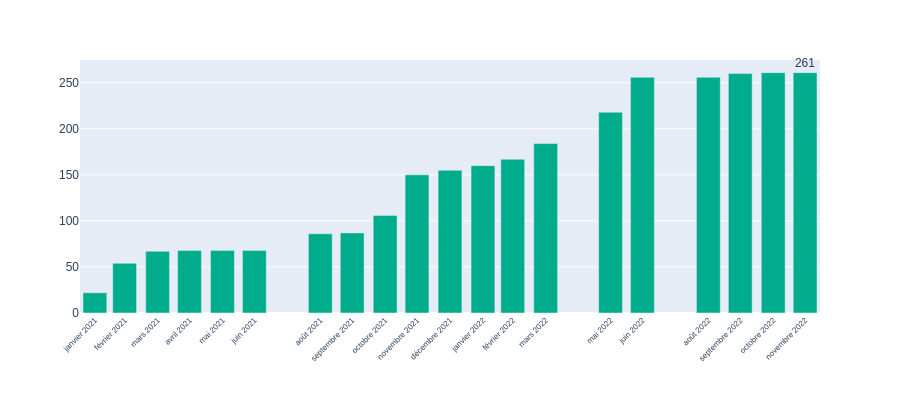 261
250
200
150
100
50
0
janvier 2021
février 2021
mars 2021
avril 2021
mai 2021
juin 2021
août 2021
septembre 2021
octobre 2021
novembre 2021
décembre 2021
janvier 2022
février 2022
mars 2022
mai 2022
juin 2022
août 2022
septembre 2022
octobre 2022
novembre 2022